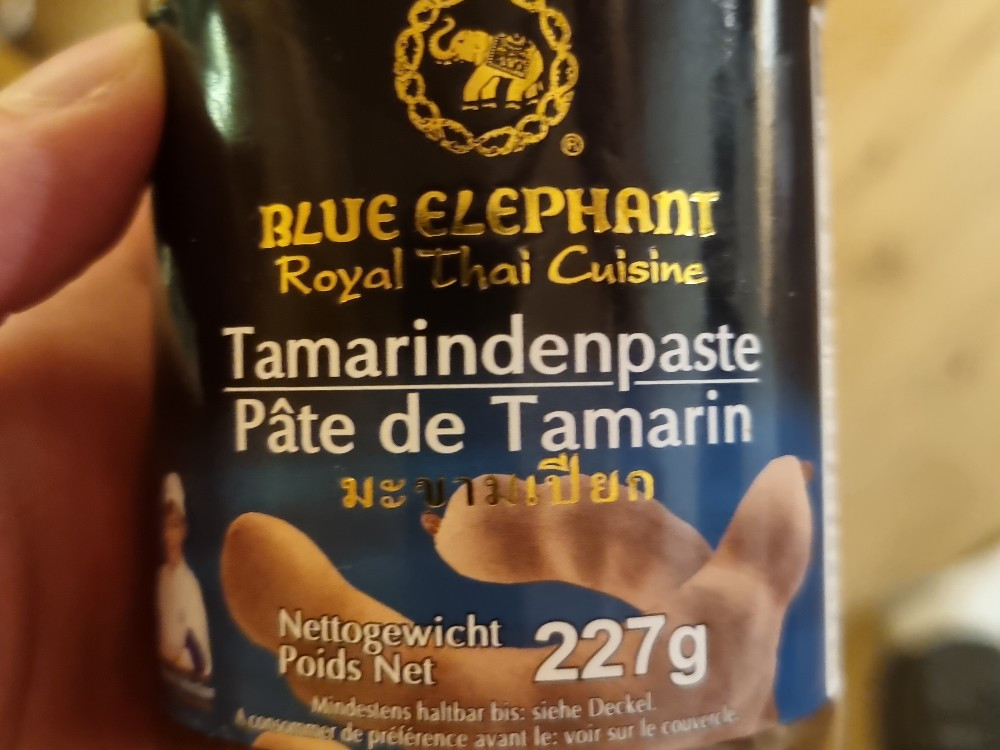 ®
BLUE ELEPHANT
Royal Thai Cuisine
Tamarindenpaste
Pâte de Tamarin
มะขามเปียก
Nettogewicht 227g
Poids Net
Mindestens haltbar bis: siehe Deckel.
A consommer de préférence avant le: voir sur le couvercle.